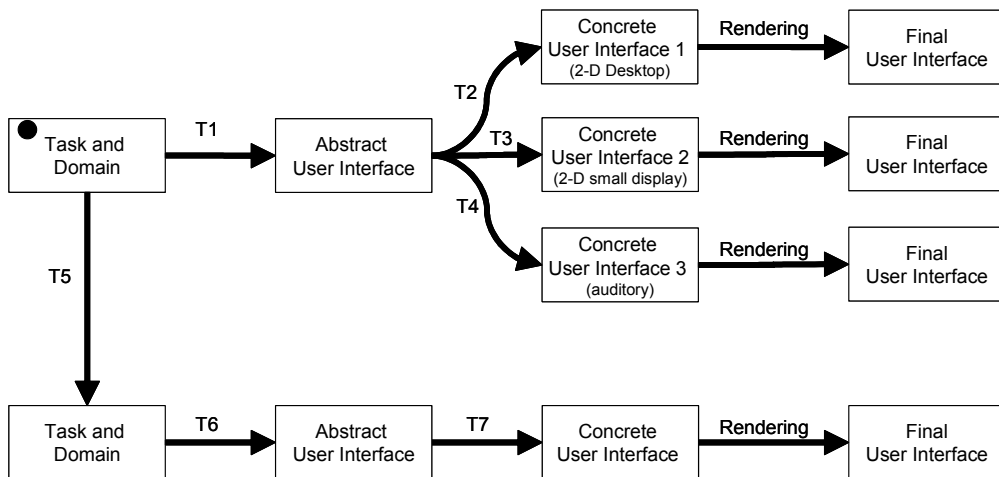 Concrete
User Interface 1
(2-D Desktop)
Rendering
Final
User Interface
T2
Task and
Domain
T1
Abstract
User Interface
T3
Concrete
User Interface 2
(2-D small display)
Rendering
Final
User Interface
T4
Concrete
User Interface 3
(auditory)
Rendering
Final
User Interface
T5
Task and
Domain
T6
Abstract
User Interface
T7
Concrete
User Interface
Rendering
Final
User Interface